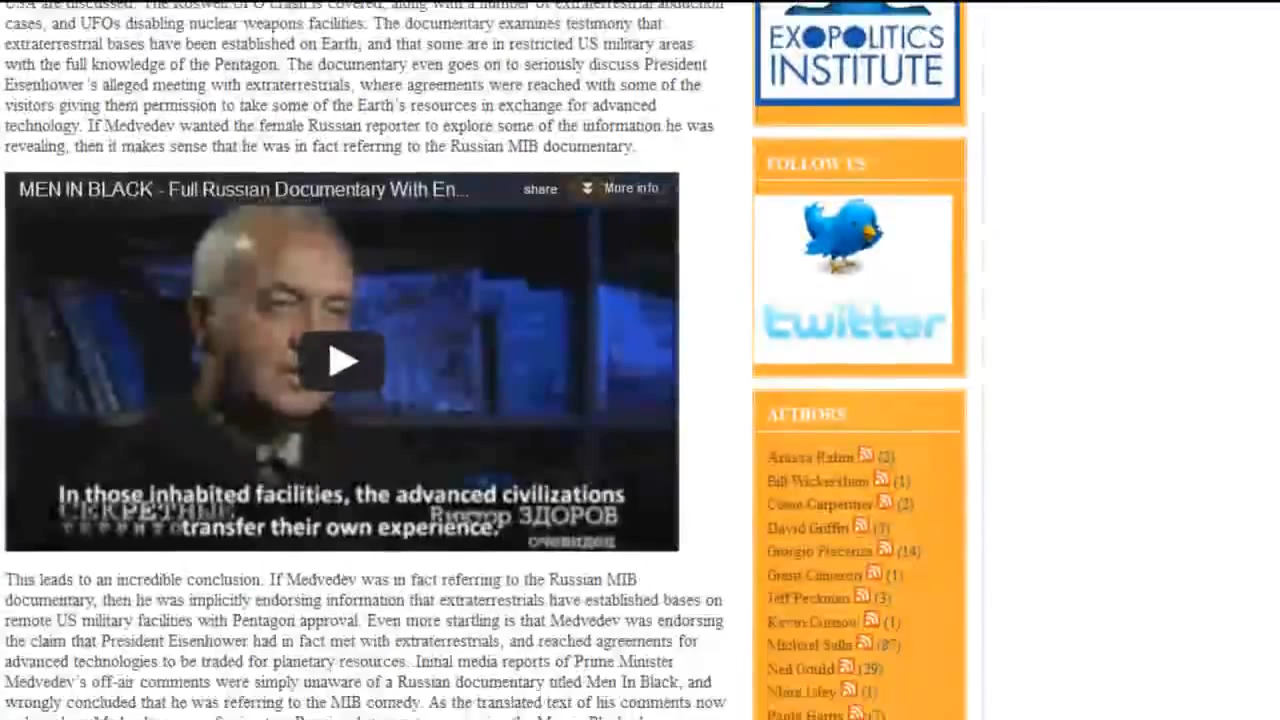 USA are discussed. The Roswell UFO Crash is covered, along with a number of extraterrestrial abduction
cases, and UFOs disabling nuclear weapons facilities. The documentary examines testimony that
extraterrestrial bases have been established on Earth, and that some are in restricted US military areas
with the full knowledge of the Pentagon. The documentary even goes on to seriously discuss President
Eisenhower's alleged meeting with extraterrestrials, where agreements were reached with some of the
visitors giving them permission to take some of the Earth's resources in exchange for advanced
technology. If Medvedev wanted the female Russian reporter to explore some of the information he was
revealing, then it makes sense that he was in fact referring to the Russian MIB documentary.
MEN IN BLACK - Full Russian Documentary With En...
share More info
In those inhabited facilities, the advanced civilizations
СЕКРЕТНЫЕ Виктор ЗДОРОВ
transfer their own experience.
очевидец
This leads to an incredible conclusion. If Medvedev was in fact referring to the Russian MIB
documentary, then he was implicitly endorsing information that extraterrestrials have established bases on
remote US military facilities with Pentagon approval. Even more startling is that Medvedev was endorsing
the claim that President Eisenhower had in fact met with extraterrestrials, and reached agreements for
advanced technologies to be traded for planetary resources. Initial media reports of Prime Minister
Medvedev's off-air comments were simply unaware of a Russian documentary titled Men In Black, and
wrongly concluded that he was referring to the MIB comedy. As the translated text of his comments now
EXOPOLITICS
INSTITUTE
FOLLOW US
twitter
AUTHORS
(2)
Bill Wickersham (1)
Carpentier (2)
David Griffin
Giorgio Piacenza (14)
Grant Cameron (1)
Jeff Peckman (3)
Kevin (1)
Michael Salla (87)
Neil Gould (29)
(1)
Paola Harris (7)